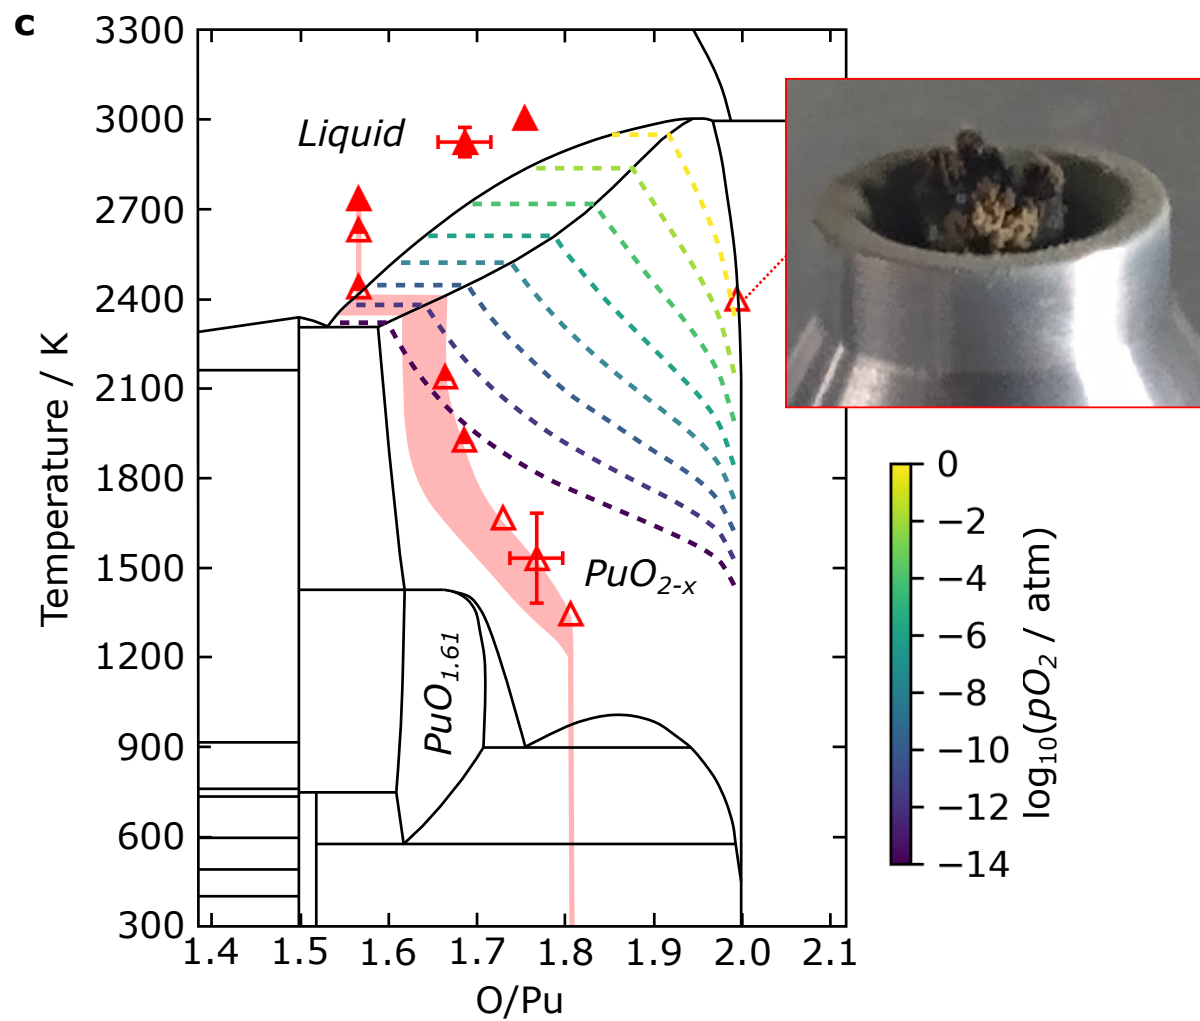 c
3300
3000
2700
2400
2100
1800
1500
1200
900
600
300
Temperature / K
Liquid
PuO2-x
PuO1.61
1.4 1.5 1.6 1.7 1.8 1.9 2.0 2.1
O/Pu
0
−2
−4
−6
−8
−10
−12
−14
log10(pO2 / atm)